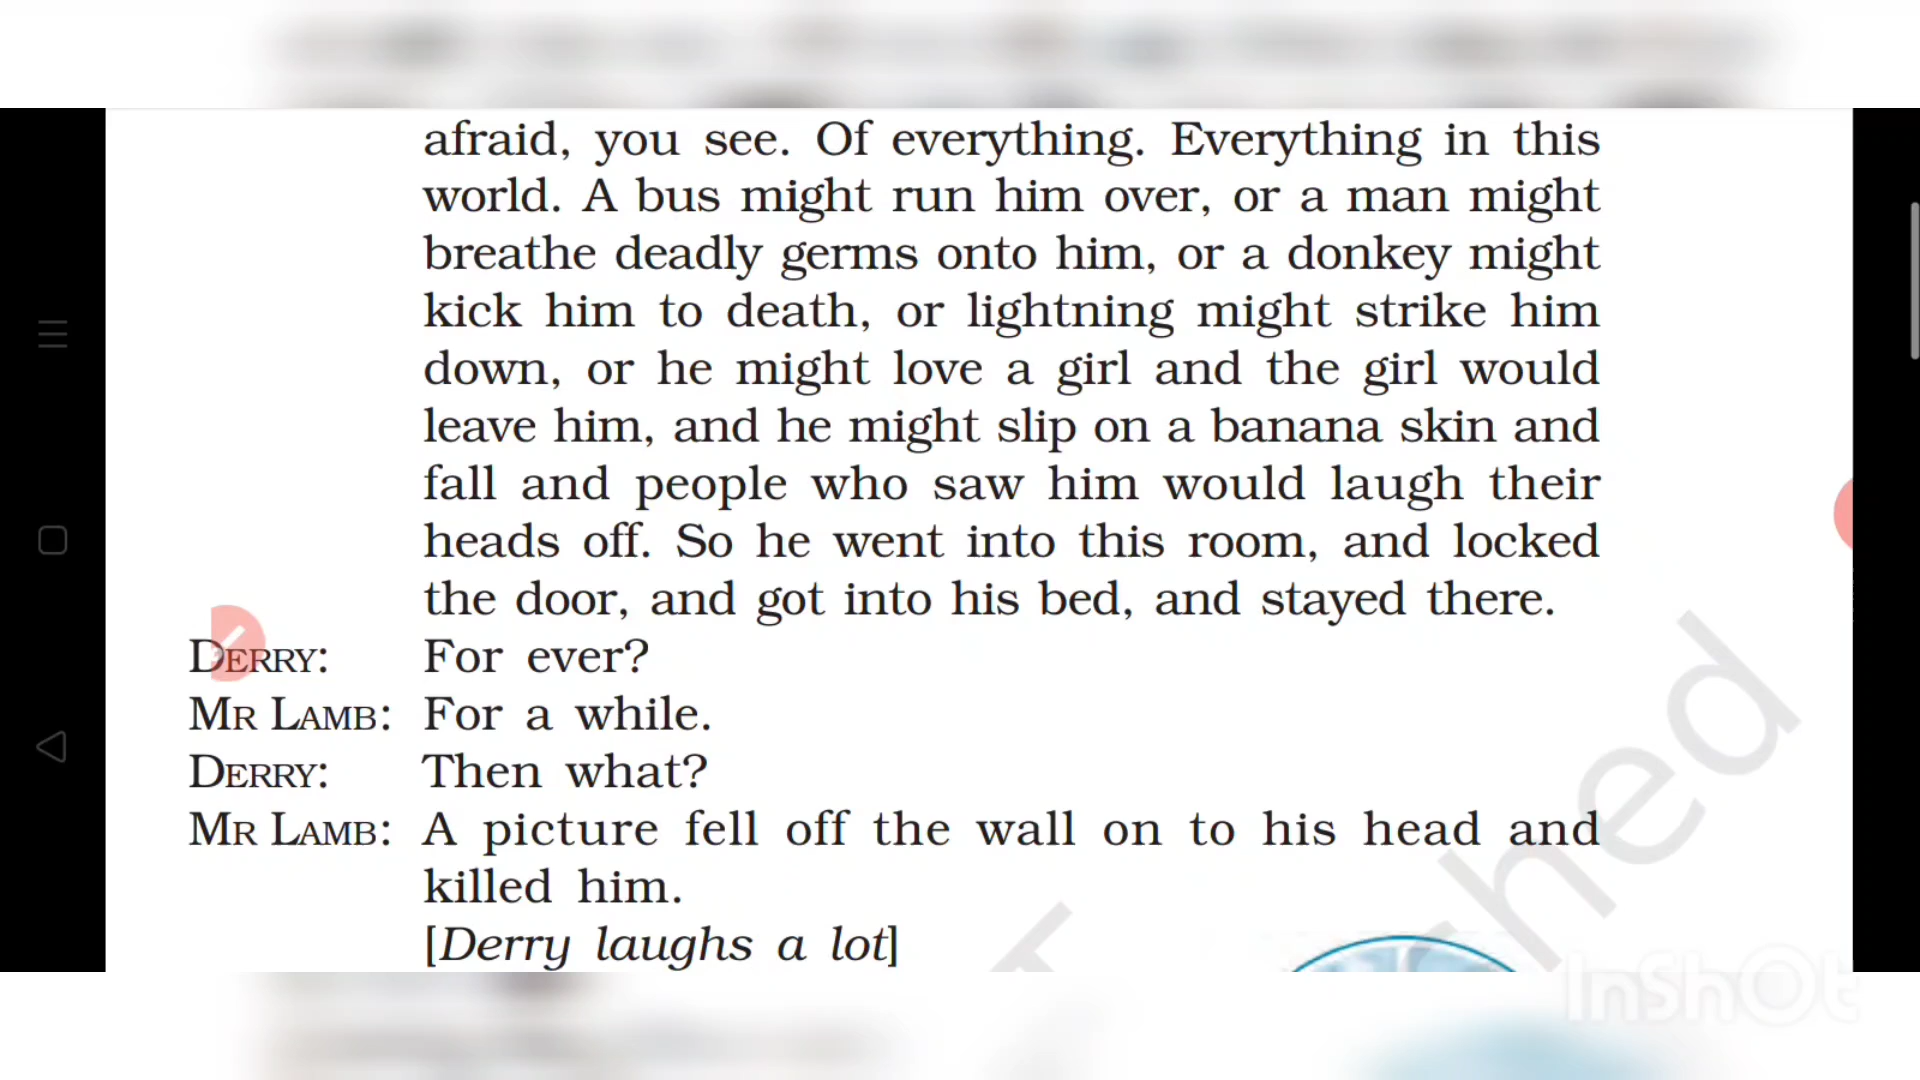 afraid, you see. Of everything. Everything in this
world. A bus might run him over, or a man might
breathe deadly germs onto him, or a donkey might
kick him to death, or lightning might strike him
down, or he might love a girl and the girl would
leave him, and he might slip on a banana skin and
fall and people who saw him would laugh their
heads off. So he went into this room, and locked
the door, and got into his bed, and stayed there.
DERRY: For ever?
MR LAMB: For a while.
DERRY: Then what?
MR LAMB: A picture fell off the wall on to his head and
killed him.
[Derry laughs a lot]
InShOt